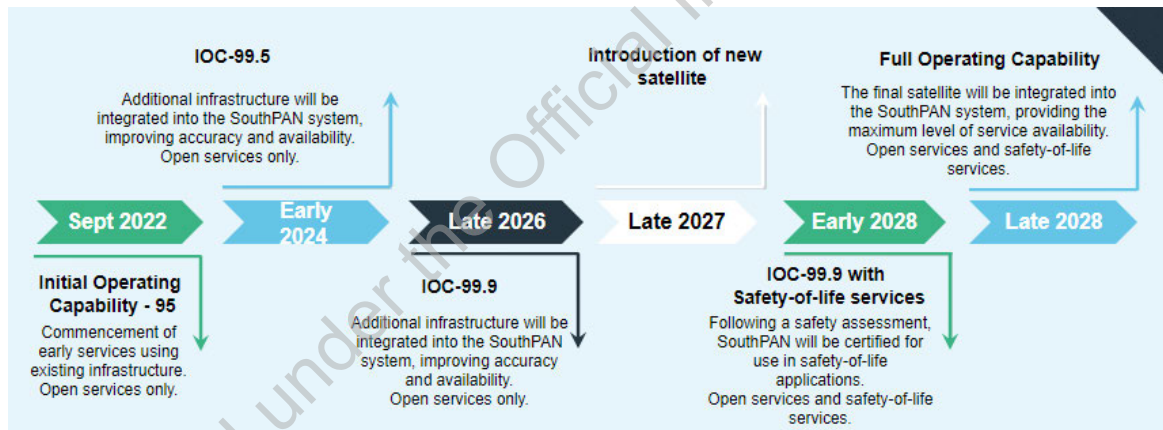 IOC-99.5
Additional infrastructure will be
integrated into the SouthPAN system,
improving accuracy and availability.
Open services only.
Introduction of new
satellite
Full Operating Capability
The final satellite will be integrated into
the SouthPAN system, providing the
maximum level of service availability.
Open services and safety-of-life
services.
Sept 2022
Early
2024
Late 2026
Late 2027
Early 2028
Late 2028
Initial Operating
Capability - 95
Commencement of
early services using
existing infrastructure.
Open services only.
IOC-99.9
Additional infrastructure will be
integrated into the SouthPAN
system, improving accuracy
and availability.
Open services only.
IOC-99.9 with
Safety-of-life services
Following a safety assessment,
SouthPAN will be certified for
use in safety-of-life
applications.
Open services and safety-of-life
services.
under the Official